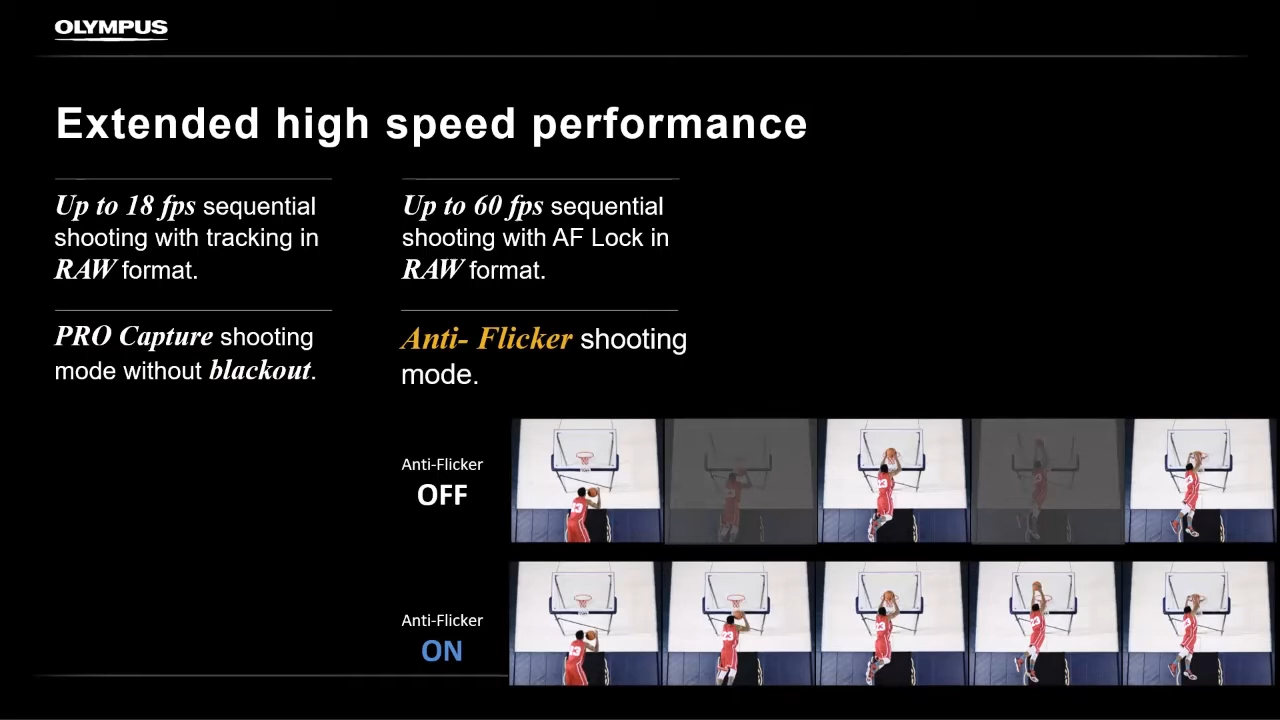 OLYMPUS
Extended high speed performance
Up to 18 fps sequential
shooting with tracking in
RAW format.
Up to 60 fps sequential
shooting with AF Lock in
RAW format.
PRO Capture shooting
mode without blackout.
Anti- Flicker shooting
mode.
Anti-Flicker
OFF
Anti-Flicker
ON